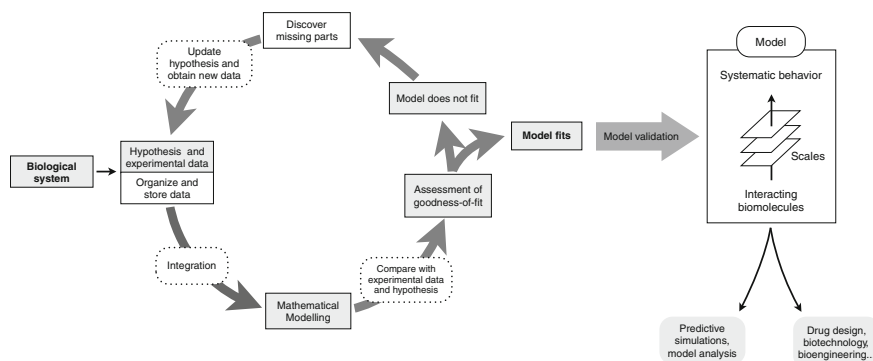 Discover
missing parts
Update
hypothesis and
obtain new data
Model does not fit
Model fits
Model validation
Hypothesis and
experimental data
Biological
system
Organize and
store data
Assessment of
goodness-of-fit
Integration
Compare with
experimental data
and hypothesis
Mathematical
Modelling
Model
Systematic behavior
Scales
Interacting
biomolecules
Predictive
simulations,
model analysis
Drug design,
biotechnology,
bioengineering..